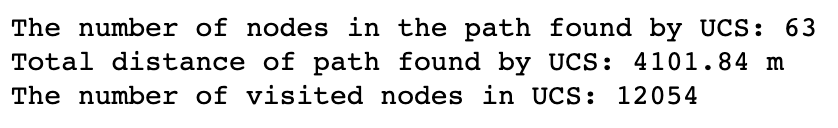 The number of nodes in the path found by UCS: 63
Total distance of path found by UCS: 4101.84 m
The number of visited nodes in UCS: 12054